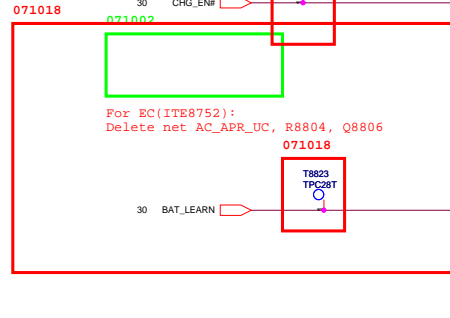 30 CHG_EN#
071018
071002
For EC(ITE8752):
Delete net AC_APR_UC, R8804, Q8806
071018
T8823
TPC28T
30 BAT_LEARN